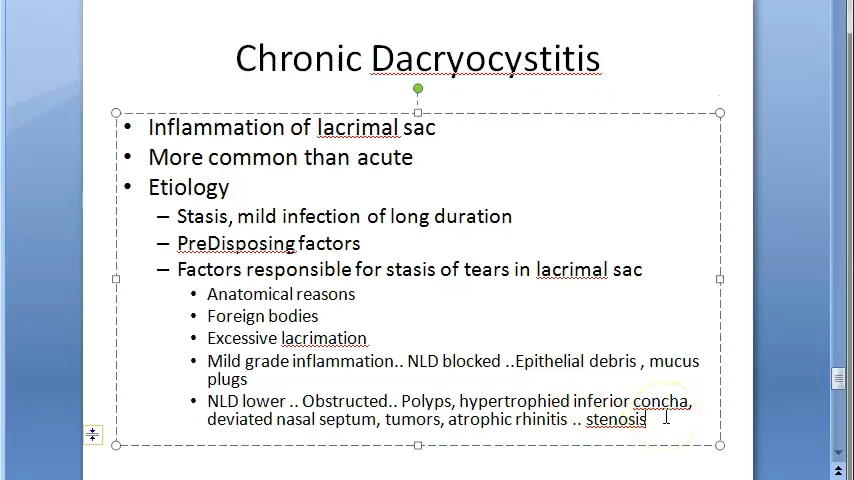 Chronic Dacryocystitis
• Inflammation of lacrimal sac
• More common than acute
• Etiology
– Stasis, mild infection of long duration
– PreDisposing factors
– Factors responsible for stasis of tears in lacrimal sac
• Anatomical reasons
• Foreign bodies
• Excessive lacrimation
• Mild grade inflammation.. NLD blocked ..Epithelial debris , mucus
plugs
• NLD lower .. Obstructed.. Polyps, hypertrophied inferior concha,
deviated nasal septum, tumors, atrophic rhinitis .. stenosis